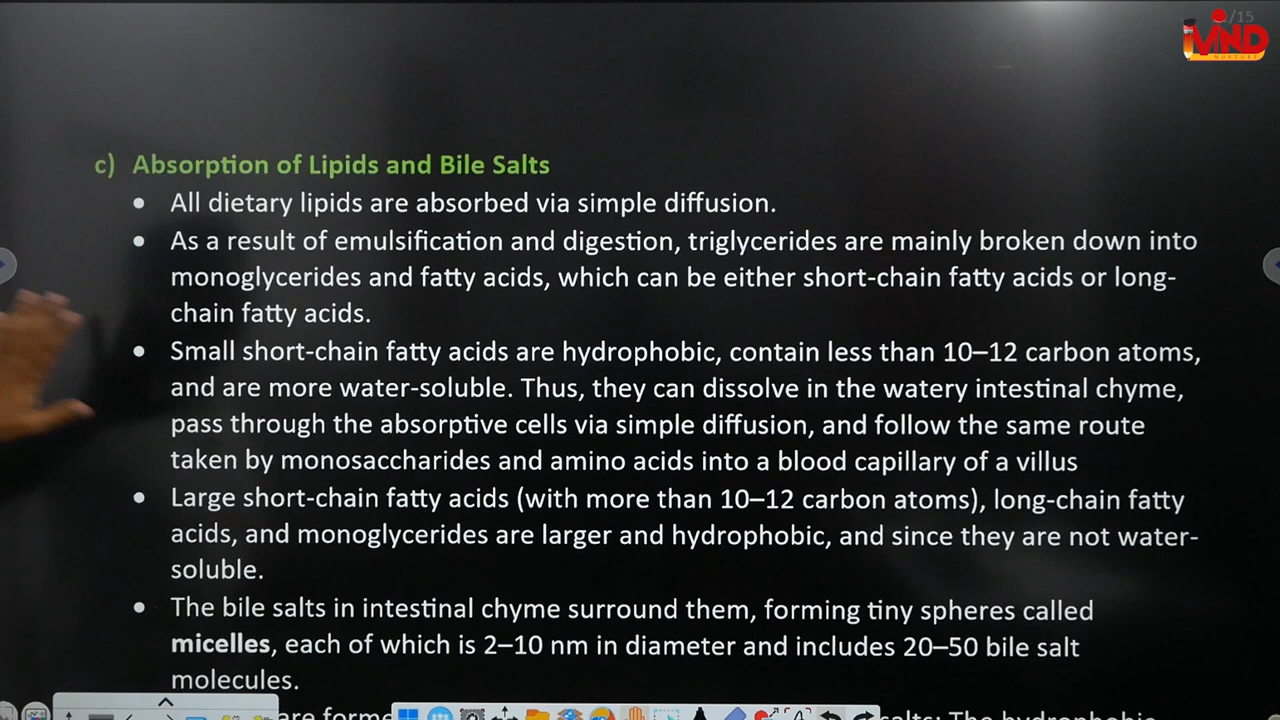 /15
MND
NURTURE
c) Absorption of Lipids and Bile Salts
• All dietary lipids are absorbed via simple diffusion.
• As a result of emulsification and digestion, triglycerides are mainly broken down into
monoglycerides and fatty acids, which can be either short-chain fatty acids or long-
chain fatty acids.
• Small short-chain fatty acids are hydrophobic, contain less than 10–12 carbon atoms,
and are more water-soluble. Thus, they can dissolve in the watery intestinal chyme,
pass through the absorptive cells via simple diffusion, and follow the same route
taken by monosaccharides and amino acids into a blood capillary of a villus
• Large short-chain fatty acids (with more than 10–12 carbon atoms), long-chain fatty
acids, and monoglycerides are larger and hydrophobic, and since they are not water-
soluble.
• The bile salts in intestinal chyme surround them, forming tiny spheres called
micelles, each of which is 2–10 nm in diameter and includes 20–50 bile salt
molecules.
are forme salts: The hydrophobic